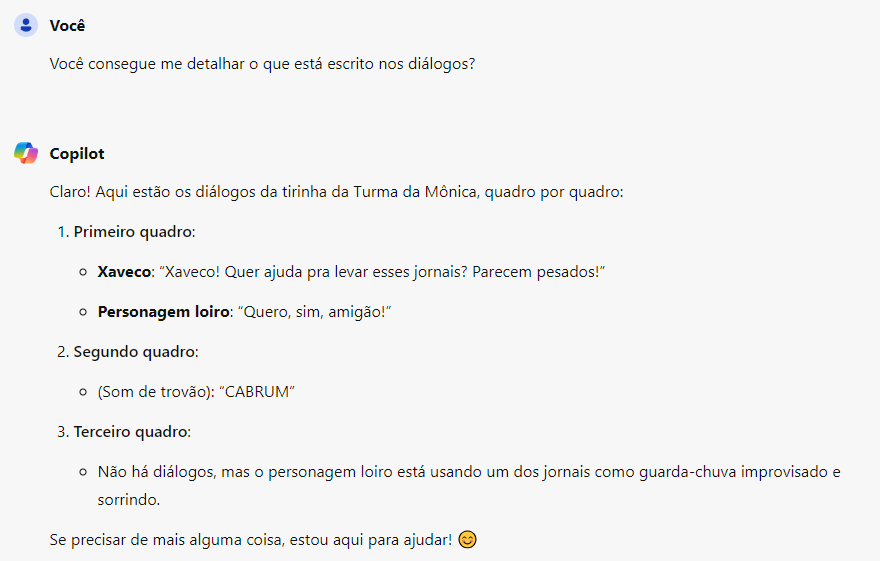 Você
Você consegue me detalhar o que está escrito nos diálogos?
Copilot
Claro! Aqui estão os diálogos da tirinha da Turma da Mônica, quadro por quadro:
1. Primeiro quadro:
Xaveco: “Xaveco! Quer ajuda pra levar esses jornais? Parecem pesados!”
Personagem loiro: “Quero, sim, amigão!”
2. Segundo quadro:
(Som de trovão): “CABRUM”
3. Terceiro quadro:
Não há diálogos, mas o personagem loiro está usando um dos jornais como guarda-chuva improvisado e
sorrindo.
Se precisar de mais alguma coisa, estou aqui para ajudar! 😊